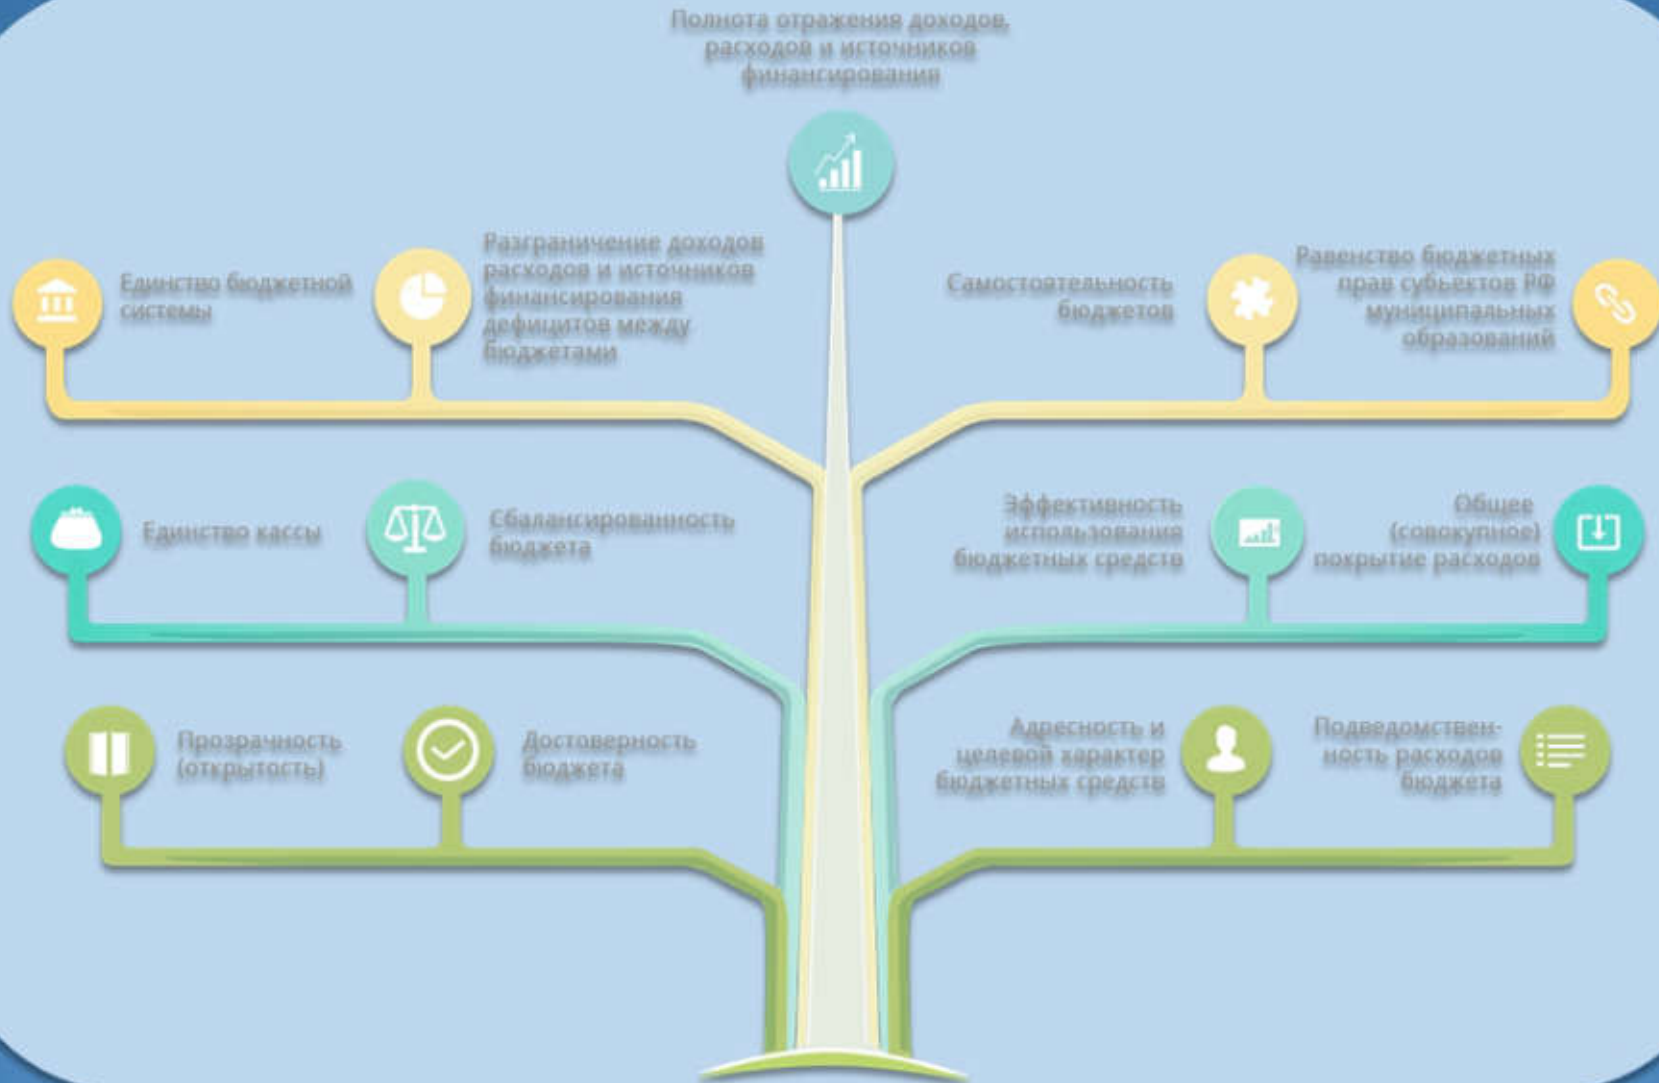 Полнота отражения доходов,
расходов и источников
финансирования
Единство бюджетной
системы
Разграничение доходов
расходов и источников
финансирования
дефицитов между
бюджетами
Самостоятельность
бюджетов
Равенство бюджетных
прав субъектов РФ
муниципальных
образований
Единство кассы
Сбалансированность
бюджета
Эффективность
использования
бюджетных средств
Общее
(совокупное)
покрытие расходов
Прозрачность
(открытость)
Достоверность
бюджета
Адресность и
целевой характер
бюджетных средств
Подведомствен-
ность расходов
бюджета